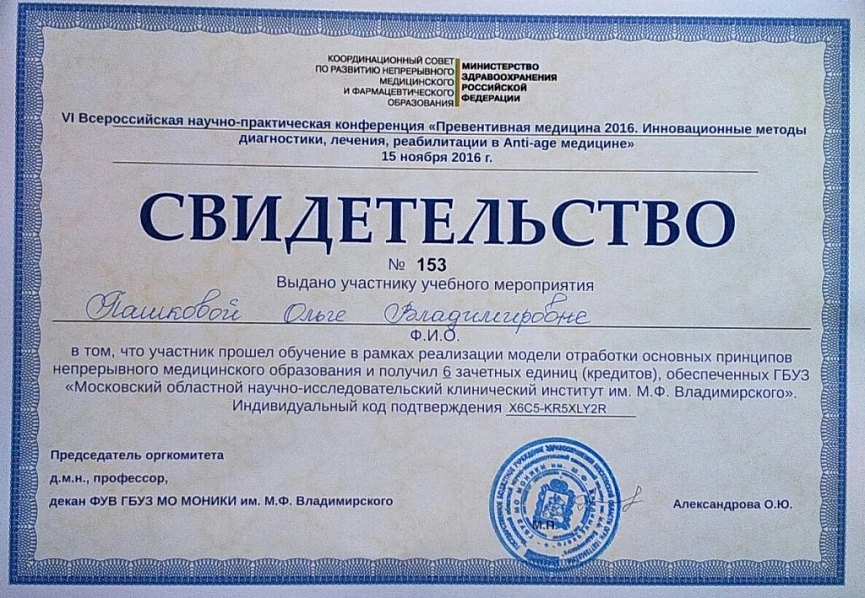 КООРДИНАЦИОННЫЙ СОВЕТ
ПО РАЗВИТИЮ НЕПРЕРЫВНОГО
МЕДИЦИНСКОГО
И ФАРМАЦЕВТИЧЕСКОГО
ОБРАЗОВАНИЯ
МИНИСТЕРСТВО
ЗДРАВООХРАНЕНИЯ
РОССИЙСКОЙ
ФЕДЕРАЦИИ
VI Всероссийская научно-практическая конференция «Превентивная медицина 2016. Инновационные методы
диагностики, лечения, реабилитации в Anti-age медицине»
15 ноября 2016 г.
СВИДЕТЕЛЬСТВО
№ 153
Выдано участнику учебного мероприятия
Пашковой Ольге Владимировне
Ф.И.О.
в том, что участник прошел обучение в рамках реализации модели отработки основных принципов
непрерывного медицинского образования и получил 6 зачетных единиц (кредитов), обеспеченных ГБУЗ
«Московский областной научно-исследовательский клинический институт им. М.Ф. Владимирского».
Индивидуальный код подтверждения X6C5-KR5XLY2R
Председатель оргкомитета
д.м.н., профессор,
декан ФУВ ГБУЗ МО МОНИКИ им. М.Ф. Владимирского
М.П.
Александрова О.Ю.